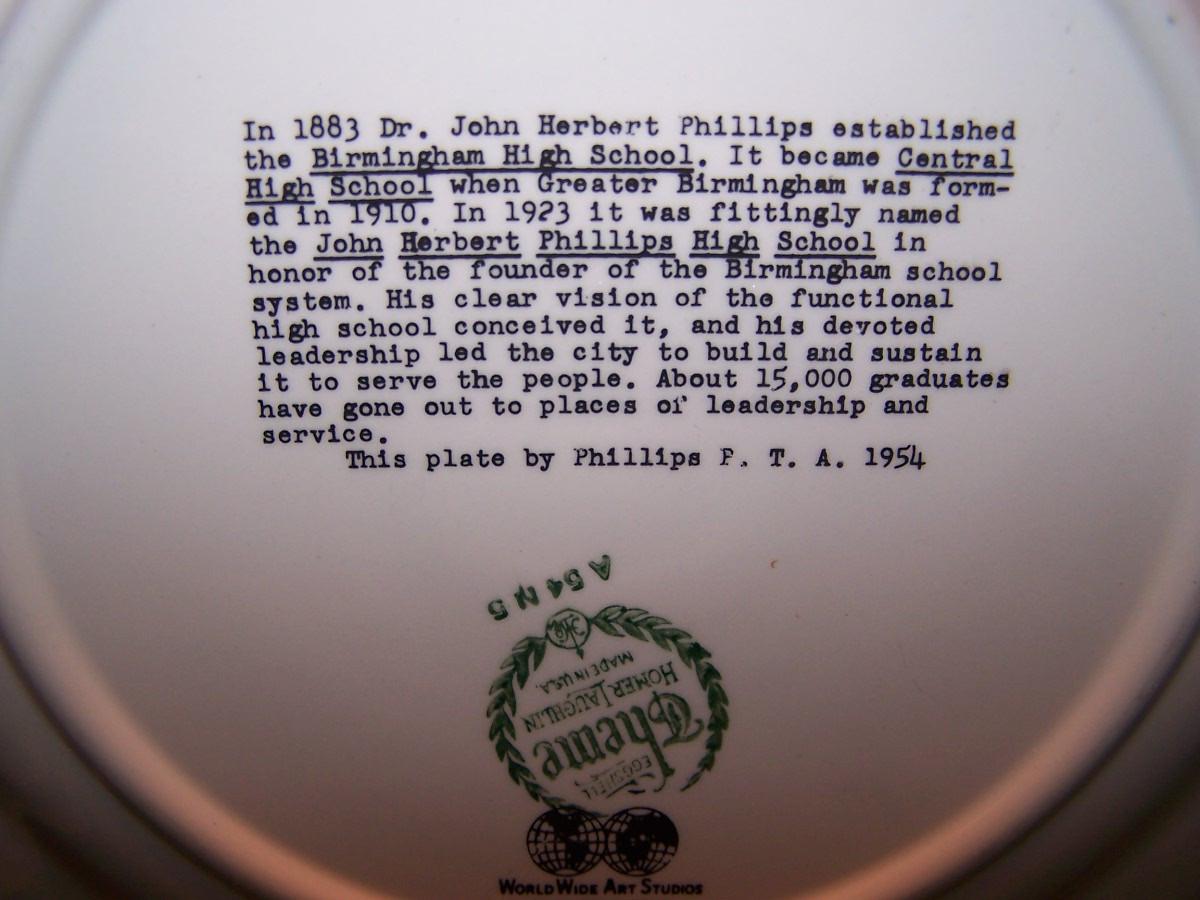 In 1883 Dr. John Herbert Phillips established
the Birmingham High School. It became Central
High School when Greater Birmingham was form-
ed in 1910. In 1923 it was fittingly named
the John Herbert Phillips High School in
honor of the founder of the Birmingham school
system. His clear vision of the functional
high school conceived it, and his devoted
leadership led the city to build and sustain
it to serve the people. About 15,000 graduates
have gone out to places of leadership and
service.
This plate by Phillips P. T. A. 1954
A 54 N 5
EGGSHELL
Theme
HOMER LAUGHLIN
MADE IN U.S.A.
WORLD WIDE ART STUDIOS